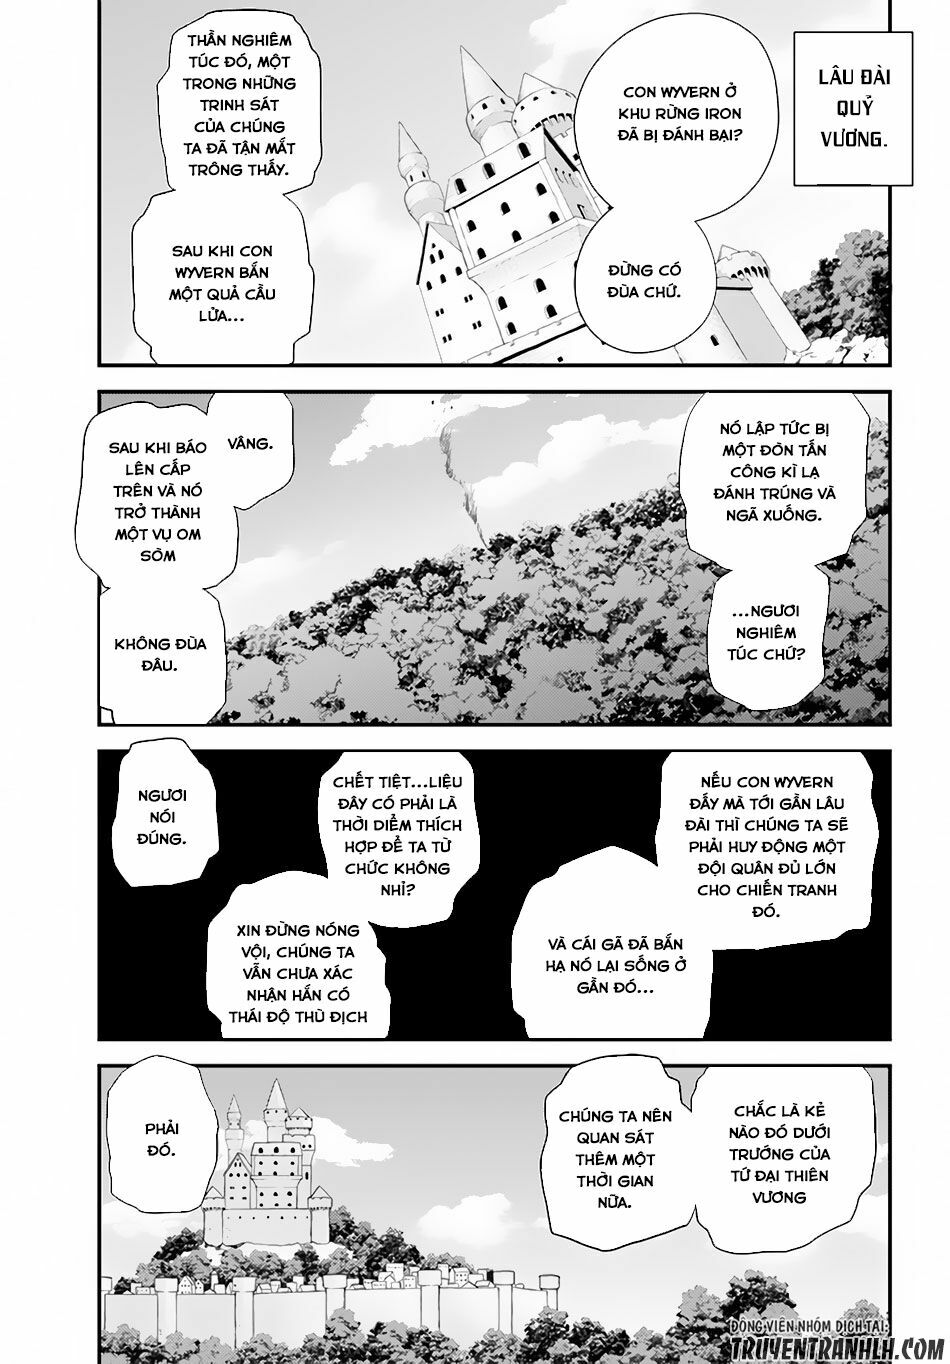 LÂU ĐÀI
QUỶ
VƯƠNG.
CON WYVERN Ở
KHU RỪNG IRON
ĐÃ BỊ ĐÁNH BẠI?
ĐỪNG CÓ
ĐÙA CHỨ.
THẦN NGHIÊM
TÚC ĐÓ, MỘT
TRONG NHỮNG
TRINH SÁT
CỦA CHÚNG
TA ĐÃ TẬN MẮT
TRÔNG THẤY.
SAU KHI CON
WYVERN BẮN
MỘT QUẢ CẦU
LỬA...
NÓ LẬP TỨC BỊ
MỘT ĐÒN TẤN
CÔNG KÌ LẠ
ĐÁNH TRÚNG VÀ
NGÃ XUỐNG.
...NGƯƠI
NGHIÊM
TÚC CHỨ?
VÂNG.
SAU KHI BÁO
LÊN CẤP
TRÊN VÀ NÓ
TRỞ THÀNH
MỘT VỤ OM
SÒM
KHÔNG ĐÙA
ĐÂU.
NẾU CON WYVERN
ĐẤY MÀ TỚI GẦN LÂU
ĐÀI THÌ CHÚNG TA SẼ
PHẢI HUY ĐỘNG MỘT
ĐỘI QUÂN ĐỦ LỚN
CHO CHIẾN TRANH
ĐÓ.
VÀ CÁI GÃ ĐÃ BẮN
HẠ NÓ LẠI SỐNG Ở
GẦN ĐÓ...
CHẾT TIỆT...LIỆU
ĐÂY CÓ PHẢI LÀ
THỜI DIỂM THÍCH
HỢP ĐỂ TA TỪ
CHỨC KHÔNG
NHỈ?
XIN ĐỪNG NÓNG
VỘI, CHÚNG TA
VẪN CHƯA XÁC
NHẬN HẮN CÓ
THÁI ĐỘ THÙ ĐỊCH
NGƯƠI
NÓI
ĐÚNG.
CHẮC LÀ KẺ
NÀO ĐÓ DƯỚI
TRƯỚNG CỦA
TỨ ĐẠI THIÊN
VƯƠNG
CHÚNG TA NÊN
QUAN SÁT
THÊM MỘT
THỜI GIAN
NỮA.
PHẢI
ĐÓ.
ĐỘNG VIÊN NHÓM DỊCH TẠI:
TRUYENTRANHLH.COM